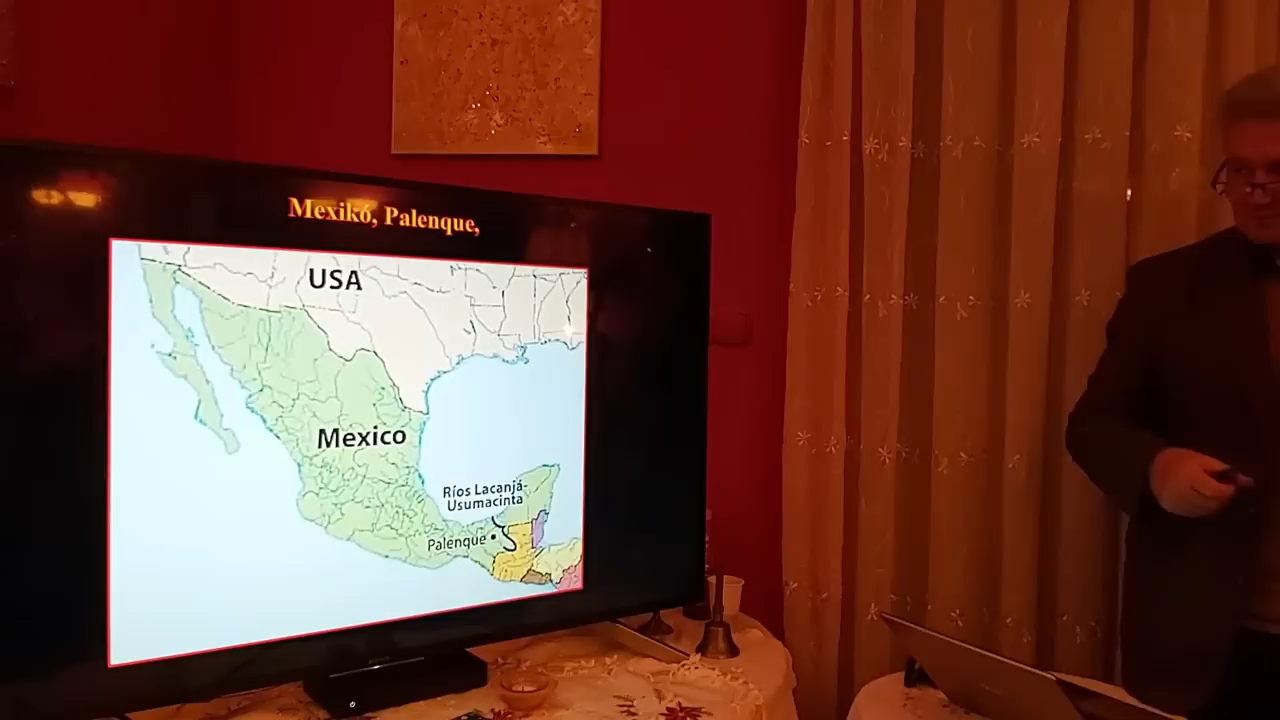 Mexikó, Palenque,
USA
Mexico
Ríos Lacanjá-
Usumacinta
Palenque